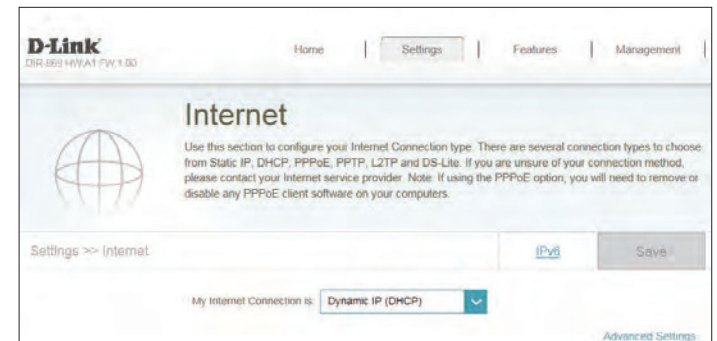 D-Link
HW:A1 FW:1.00
Home | Settings | Features | Management |
Internet
Use this section to configure your Internet Connection type. There are several connection types to choose
from Static IP, DHCP, PPPoE, PPTP, L2TP and DS-Lite. If you are unsure of your connection method,
please contact your Internet service provider. Note: If using the PPPoE option, you will need to remove or
disable any PPPoE client software on your computers.
Settings >> Internet
IPv6
Save
My Internet Connection is: Dynamic IP (DHCP)
Advanced Settings